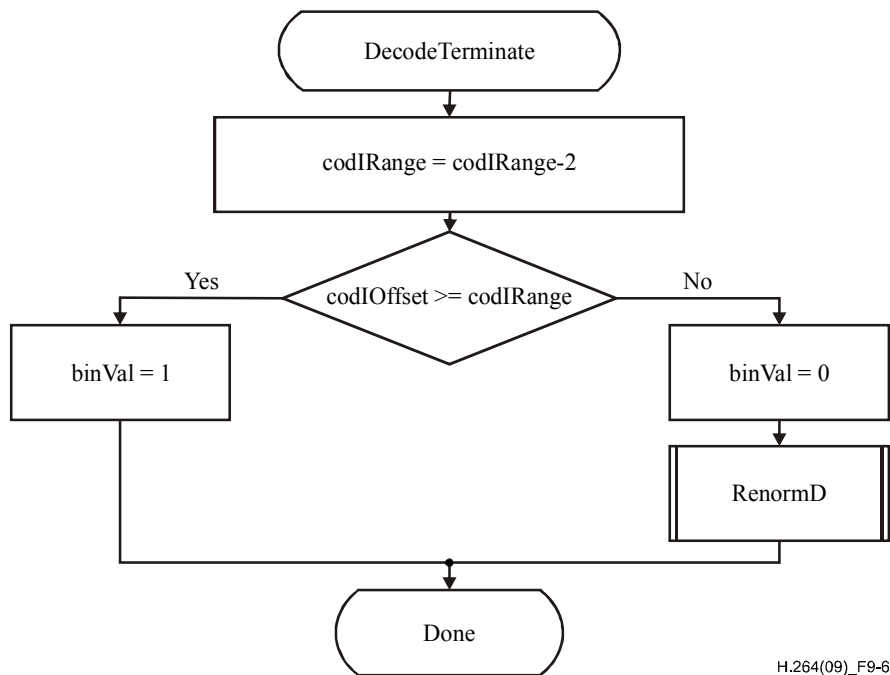 DecodeTerminate
codIRange = codIRange-2
codIOffset >= codIRange
Yes
No
binVal = 1
binVal = 0
RenormD
Done
H.264(09)_F9-6